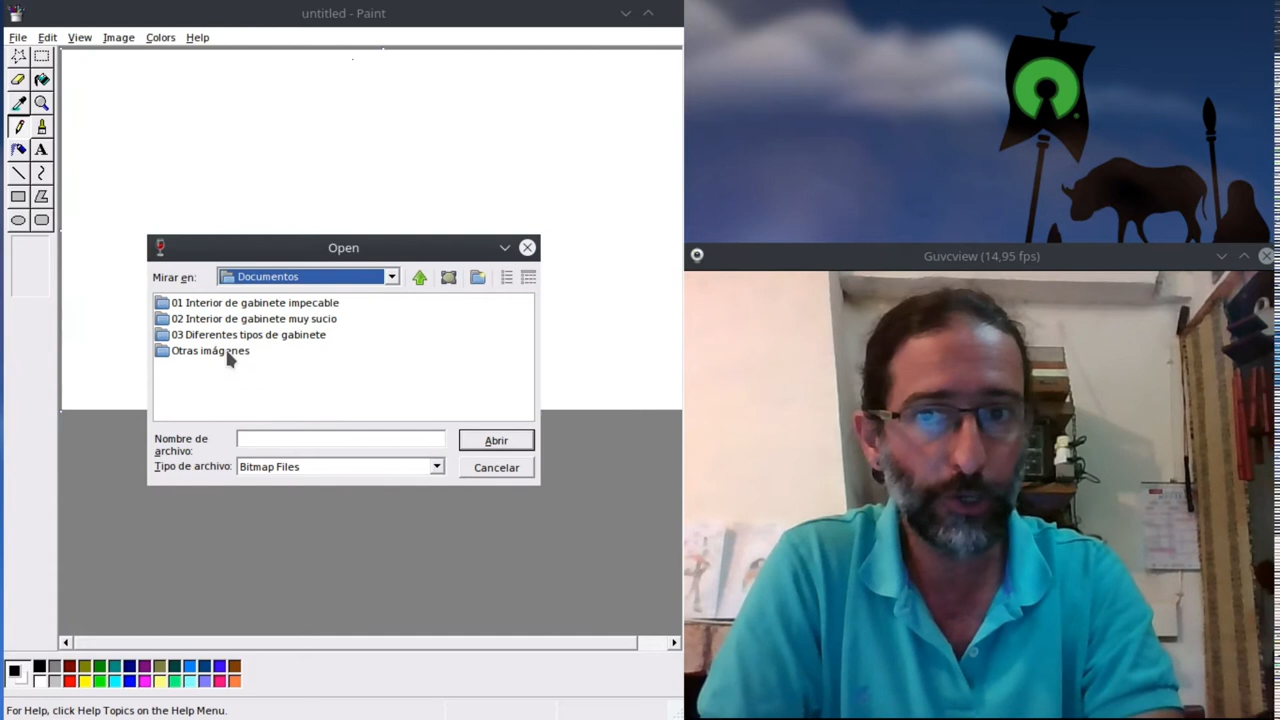 untitled - Paint
File Edit View Image Colors Help
Open
Mirar en: Documentos
01 Interior de gabinete impecable
02 Interior de gabinete muy sucio
03 Diferentes tipos de gabinete
Otras imágenes
Nombre de
archivo:
Abrir
Tipo de archivo: Bitmap Files
Cancelar
A
For Help, click Help Topics on the Help Menu.
Guvcview (14,95 fps)